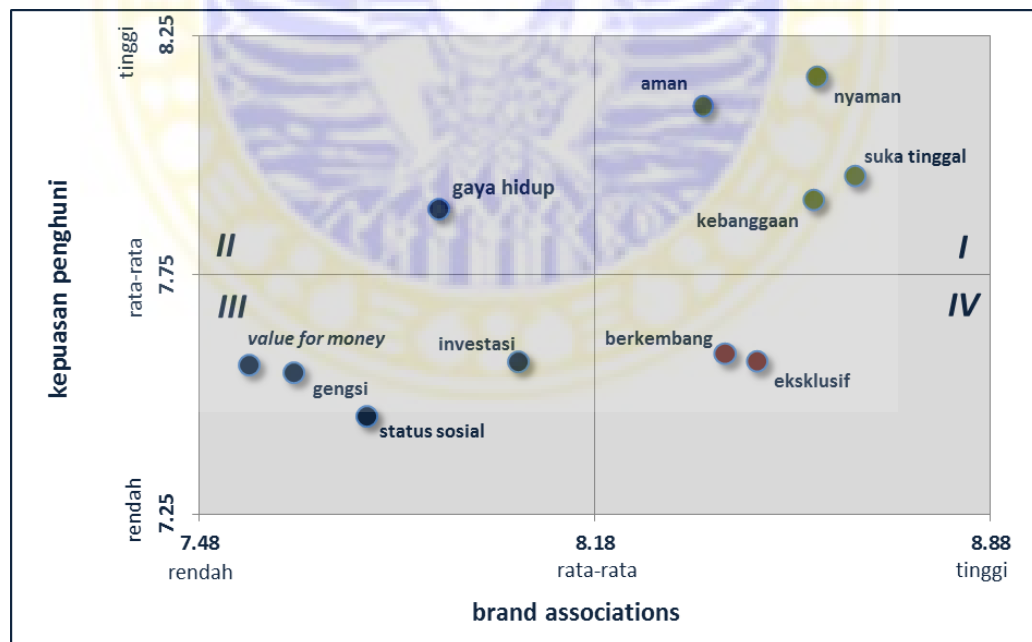 8.25
tinggi
aman
nyaman
suka tinggal
gaya hidup
kebanggaan
kepuasan penghuni
II
I
7.75
rata-rata
III
IV
value for money
investasi
berkembang
gengsi
eksklusif
status sosial
7.25
rendah
7.48
8.18
8.88
rendah
rata-rata
tinggi
brand associations